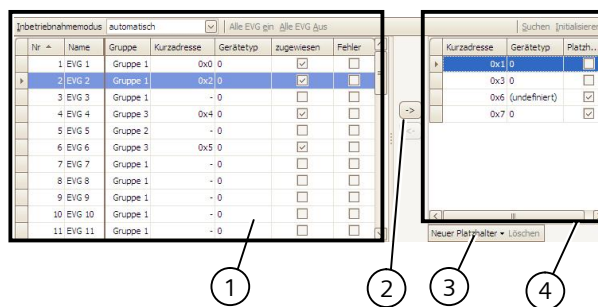 Inbetriebnahmemodus automatisch Alle EVG ein Alle EVG Aus
Nr Name Gruppe Kurzadresse Gerätetyp zugewiesen Fehler
1 EVG 1 Gruppe 1 0x0 0
2 EVG 2 Gruppe 1 0x2 0
3 EVG 3 Gruppe 1 - 0
4 EVG 4 Gruppe 3 0x4 0
5 EVG 5 Gruppe 2 - 0
6 EVG 6 Gruppe 3 0x5 0
7 EVG 7 Gruppe 1 - 0
8 EVG 8 Gruppe 1 - 0
9 EVG 9 Gruppe 1 - 0
10 EVG 10 Gruppe 1 - 0
11 EVG 11 Gruppe 1 - 0
->
<-
Suchen Initialisieren
Kurzadresse Gerätetyp Platzh...
0x1 0
0x3 0
0x6 (undefiniert)
0x7 0
Neuer Platzhalter Löschen
1 2 3 4